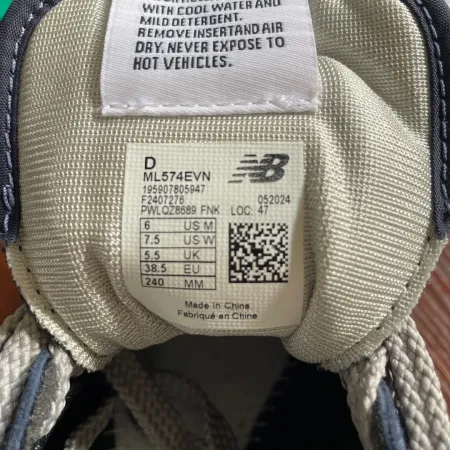 WITH COOL WATER AND
MILD DETERGENT.
REMOVE INSERT AND AIR
DRY. NEVER EXPOSE TO
HOT VEHICLES.
D
ML574EVN
195907805947
F2407276 052024
PWLQZ8689 FNK LOC. 47
6 US M
7.5 US W
5.5 UK
38.5 EU
240 MM
NB
Made in China
Fabriqué en China